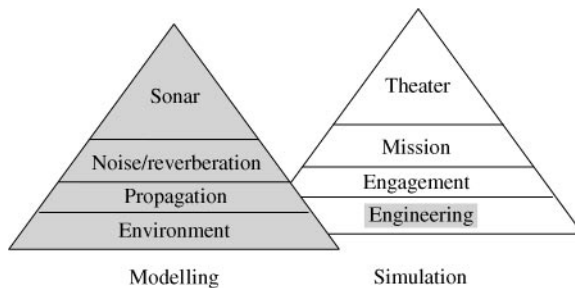 Sonar
Noise/reverberation
Propagation
Environment
Modelling
Theater
Mission
Engagement
Engineering
Simulation